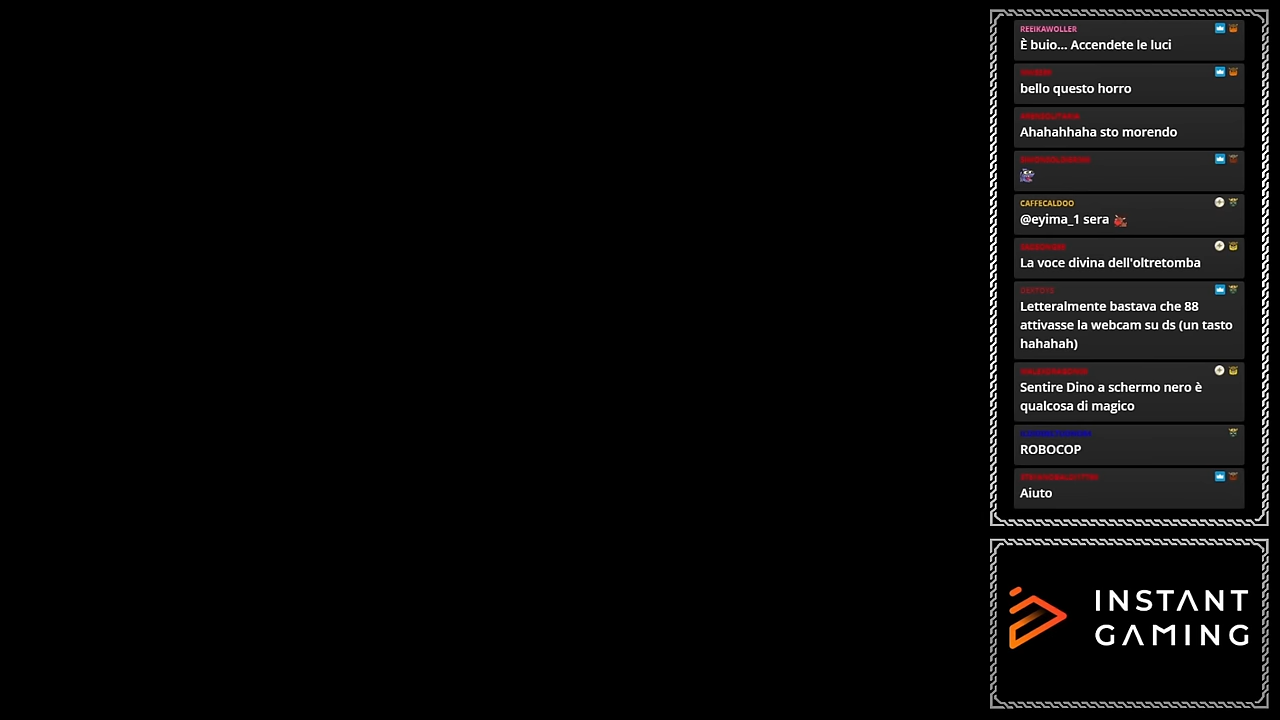 REEIKAWOLLER
È buio... Accendete le luci
bello questo horro
Ahahahhaha sto morendo
CAFFECALDOO
@eyima_1 sera
La voce divina dell'oltretomba
Letteralmente bastava che 88
attivasse la webcam su ds (un tasto
hahahah)
Sentire Dino a schermo nero è
qualcosa di magico
ROBOCOP
Aiuto
INSTANT
GAMING